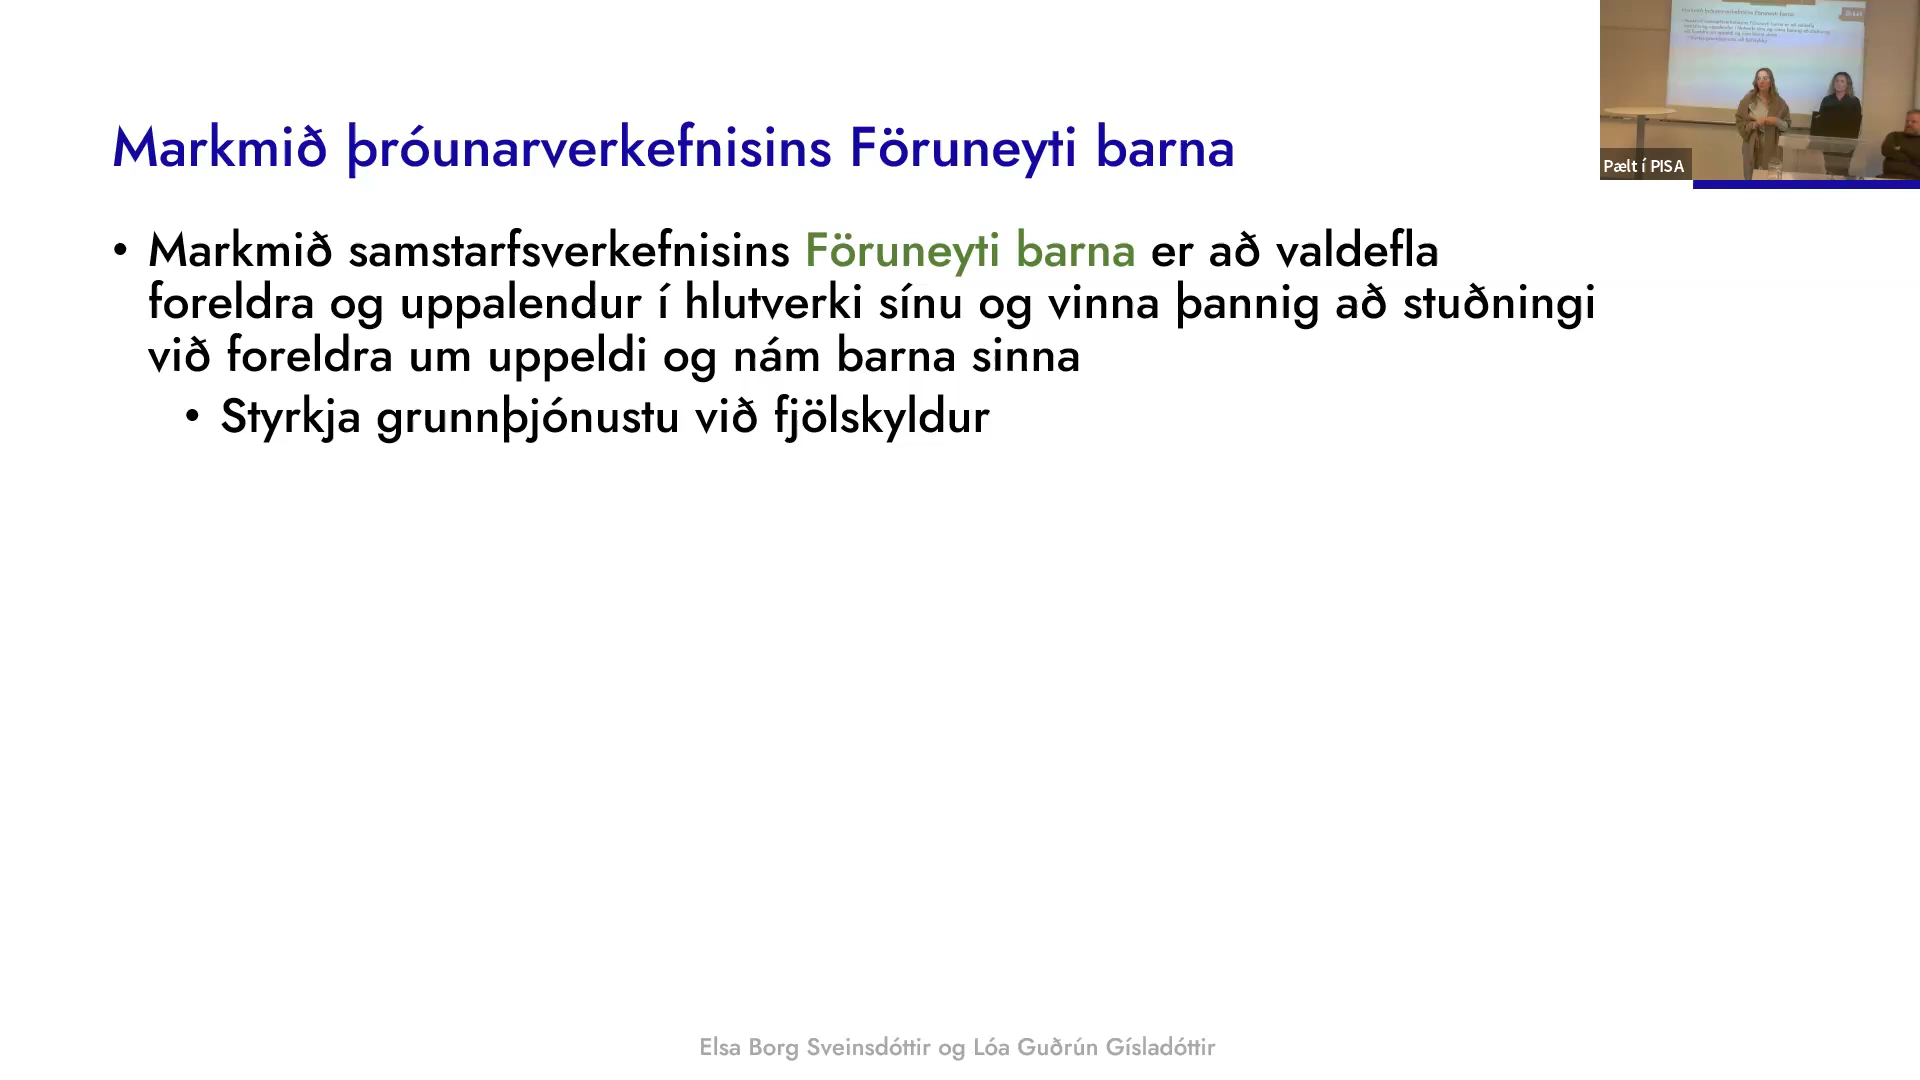 Markmið þróunarverkefnisins Föruneyti barna
• Markmið samstarfsverkefnisins Föruneyti barna er að valdefla
foreldra og uppalendur í hlutverki sínu og vinna þannig að stuðningi
við foreldra um uppeldi og nám barna sinna
• Styrkja grunnþjónustu við fjölskyldur
Pælt í PISA
Elsa Borg Sveinsdóttir og Lóa Guðrún Gísladóttir